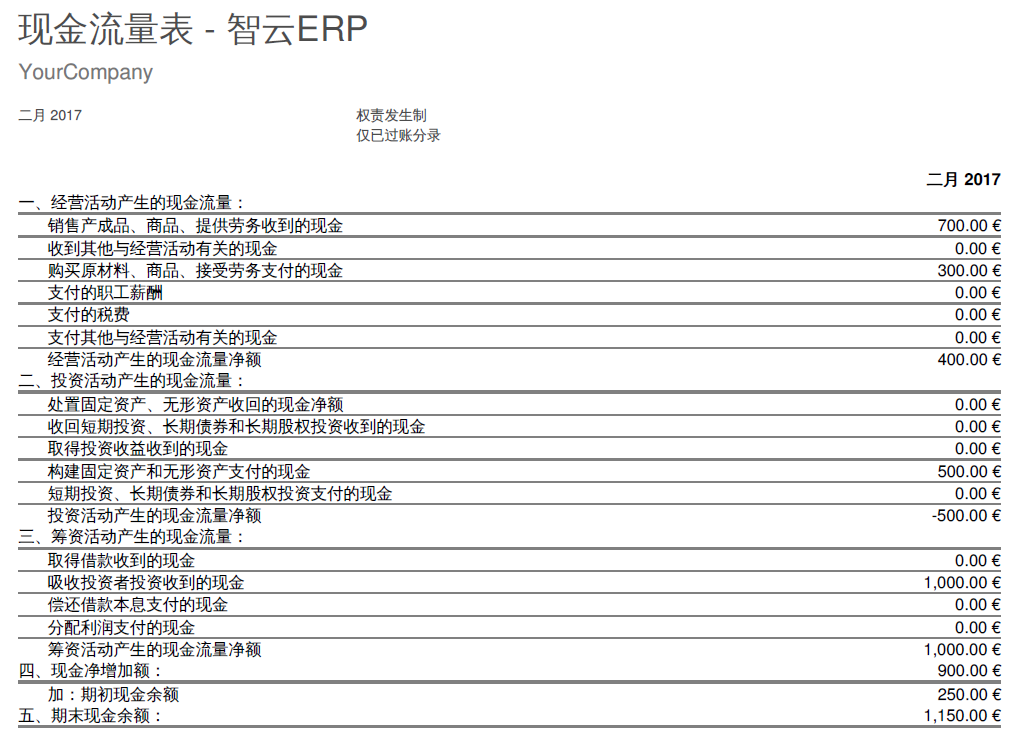 现金流量表 - 智云ERP
YourCompany
二月 2017 权责发生制
仅已过账分录
二月 2017
一、经营活动产生的现金流量：
销售产成品、商品、提供劳务收到的现金 700.00 €
收到其他与经营活动有关的现金 0.00 €
购买原材料、商品、接受劳务支付的现金 300.00 €
支付的职工薪酬 0.00 €
支付的税费 0.00 €
支付其他与经营活动有关的现金 0.00 €
经营活动产生的现金流量净额 400.00 €
二、投资活动产生的现金流量：
处置固定资产、无形资产收回的现金净额 0.00 €
收回短期投资、长期债券和长期股权投资收到的现金 0.00 €
取得投资收益收到的现金 0.00 €
构建固定资产和无形资产支付的现金 500.00 €
短期投资、长期债券和长期股权投资支付的现金 0.00 €
投资活动产生的现金流量净额 -500.00 €
三、筹资活动产生的现金流量：
取得借款收到的现金 0.00 €
吸收投资者投资收到的现金 1,000.00 €
偿还借款本息支付的现金 0.00 €
分配利润支付的现金 0.00 €
筹资活动产生的现金流量净额 1,000.00 €
四、现金净增加额： 900.00 €
加：期初现金余额 250.00 €
五、期末现金余额： 1,150.00 €